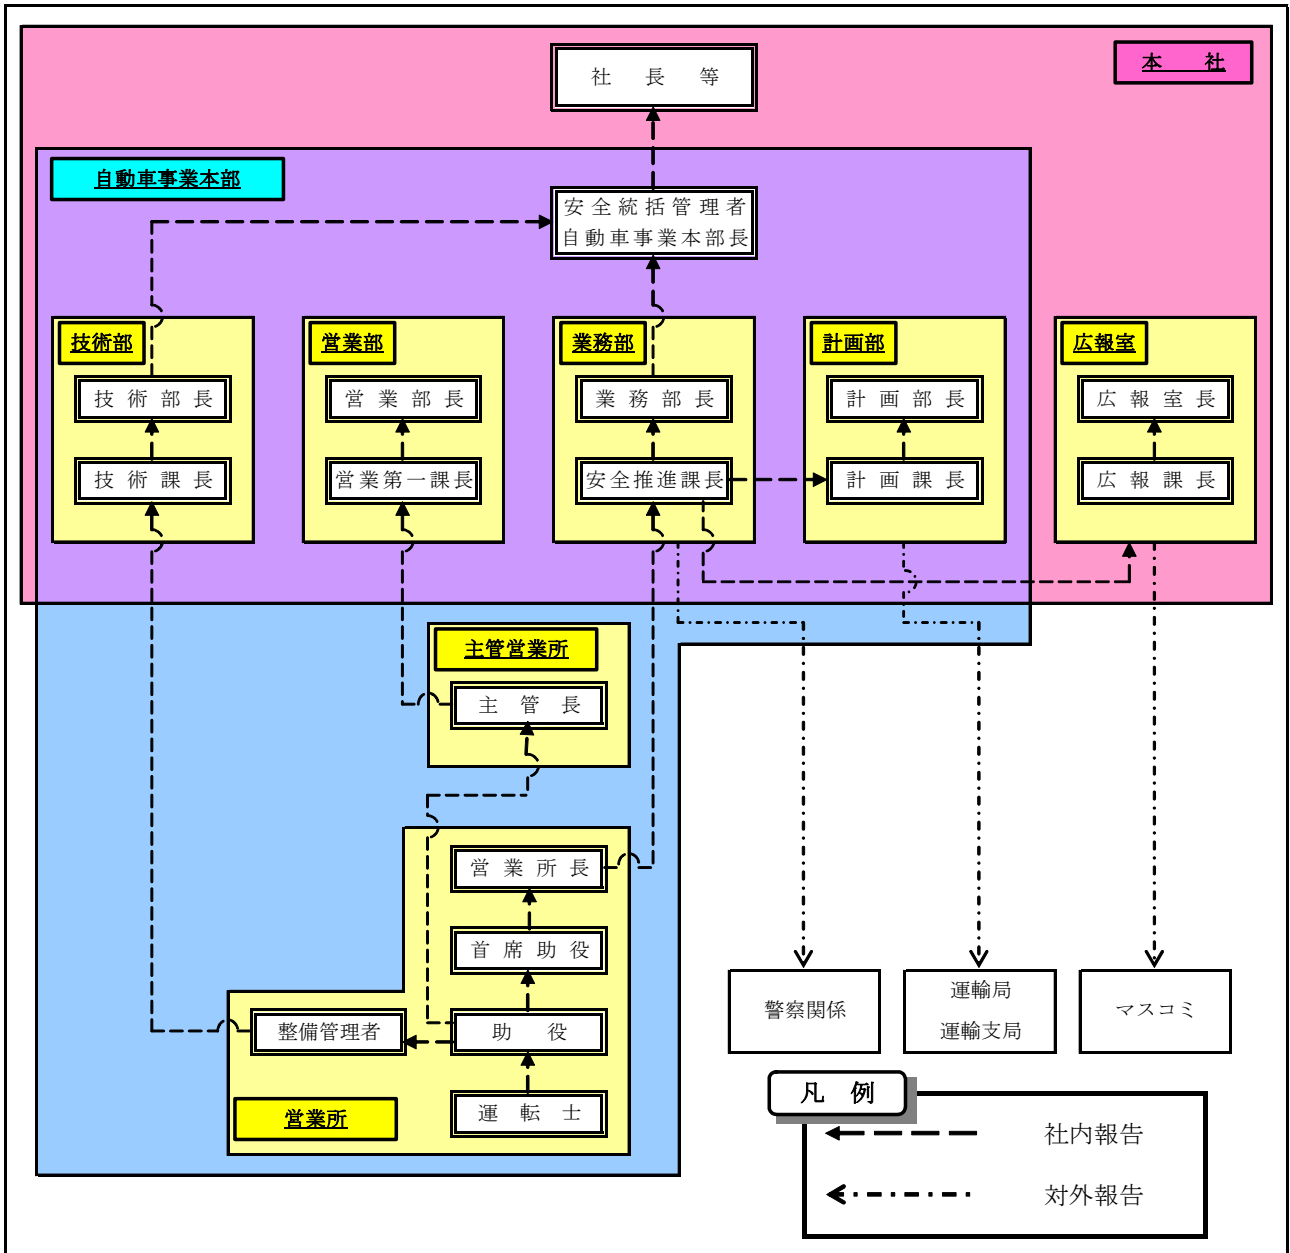 本社
社長等
自動車事業本部
安全統括管理者
自動車事業本部長
技術部
営業部
業務部
計画部
広報室
技術部長
営業部長
業務部長
計画部長
広報室長
技術課長
営業第一課長
安全推進課長
計画課長
広報課長
主管営業所
主管長
営業所長
首席助役
整備管理者
助役
運転士
営業所
警察関係
運輸局
運輸支局
マスコミ
凡例
社内報告
対外報告